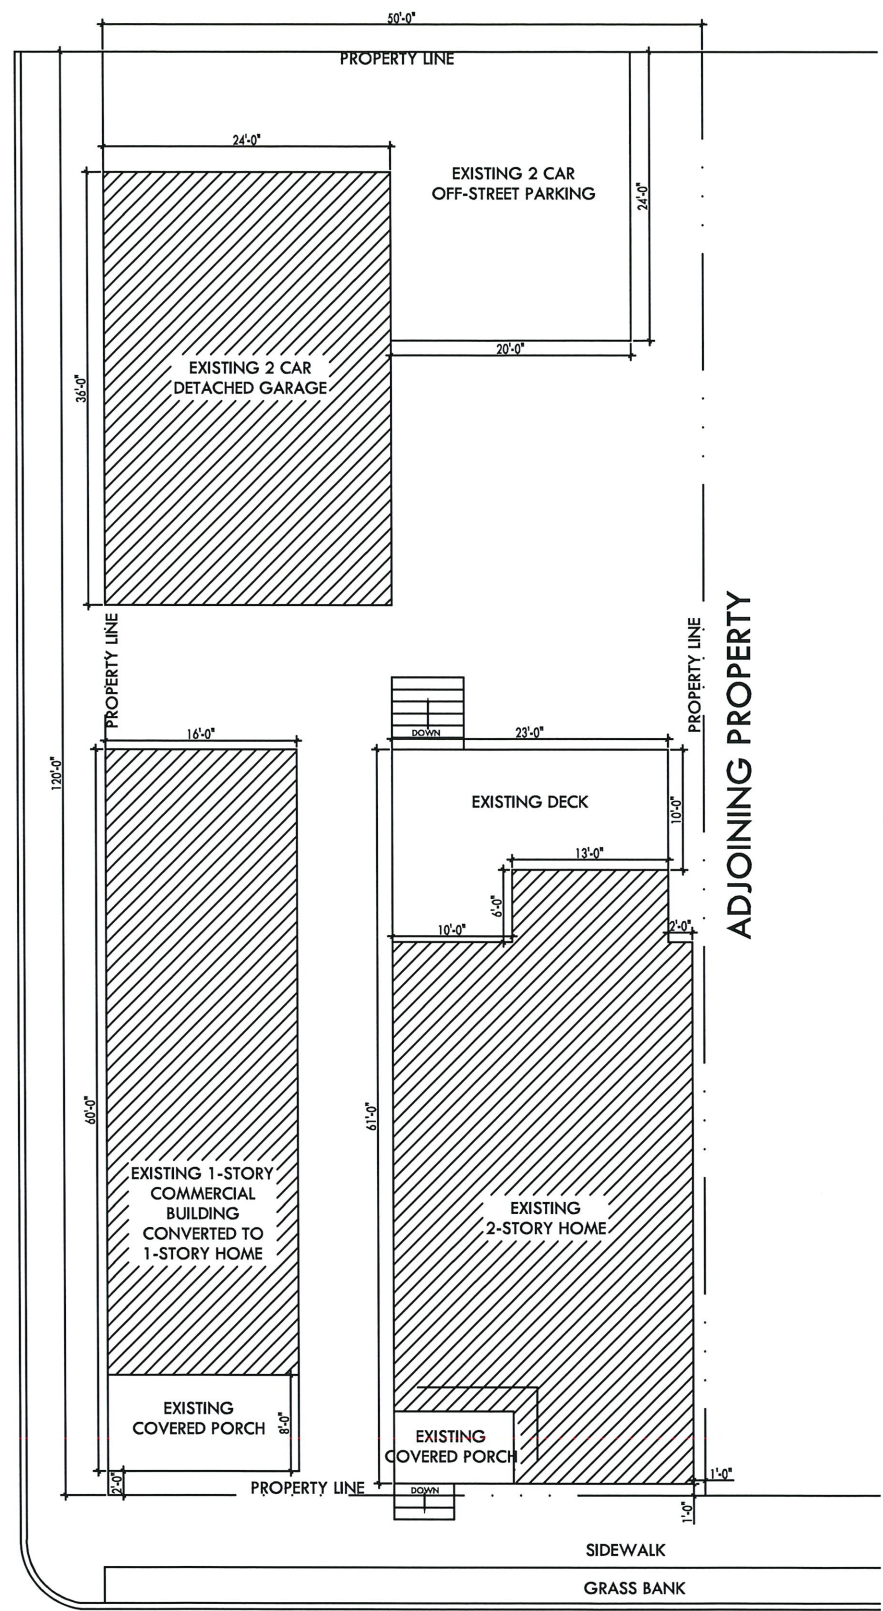 50'-0"
PROPERTY LINE
24'-0"
EXISTING 2 CAR
OFF-STREET PARKING
24'-0"
20'-0"
EXISTING 2 CAR
DETACHED GARAGE
36'-0"
PROPERTY LINE
PROPERTY LINE
ADJOINING PROPERTY
120'-0"
16'-0"
DOWN
23'-0"
EXISTING DECK
10'-0"
13'-0"
6'-0"
10'-0"
2'-0"
60'-0"
61'-0"
EXISTING 1-STORY
COMMERCIAL
BUILDING
CONVERTED TO
1-STORY HOME
EXISTING
2-STORY HOME
EXISTING
COVERED PORCH
8'-0"
EXISTING
COVERED PORCH
2'-0"
PROPERTY LINE
DOWN
1'-0"
1'-0"
SIDEWALK
GRASS BANK